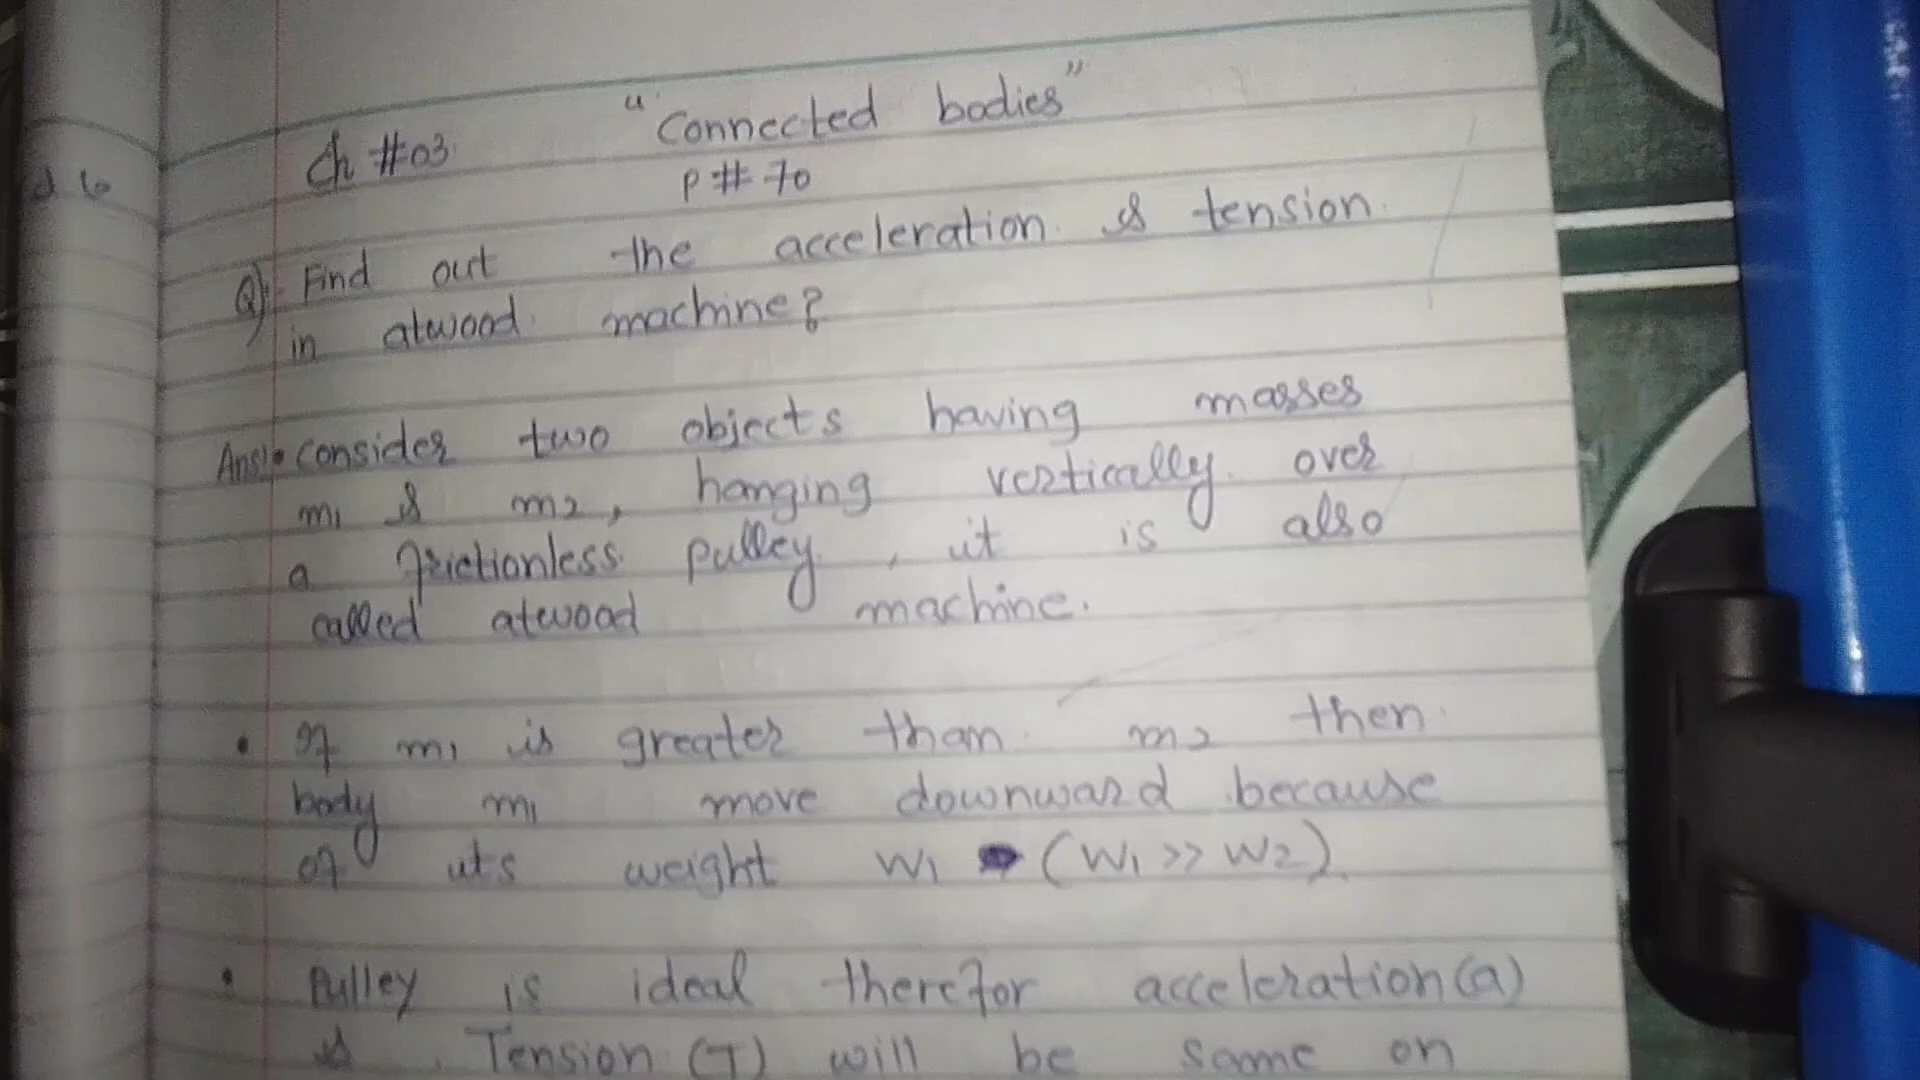 Ch #03 "Connected bodies"
P # 70
Q) Find out the acceleration & tension
in atwood machine?
Ans: Consider two objects having masses
m1 & m2, hanging vertically over
a frictionless pulley, it is also
called atwood machine.
• If m1 is greater than m2 then
body m1 move downward because
of its weight W1 (W1 >> W2).
• Pulley is ideal therefor acceleration (a)
& Tension (T) will be same on